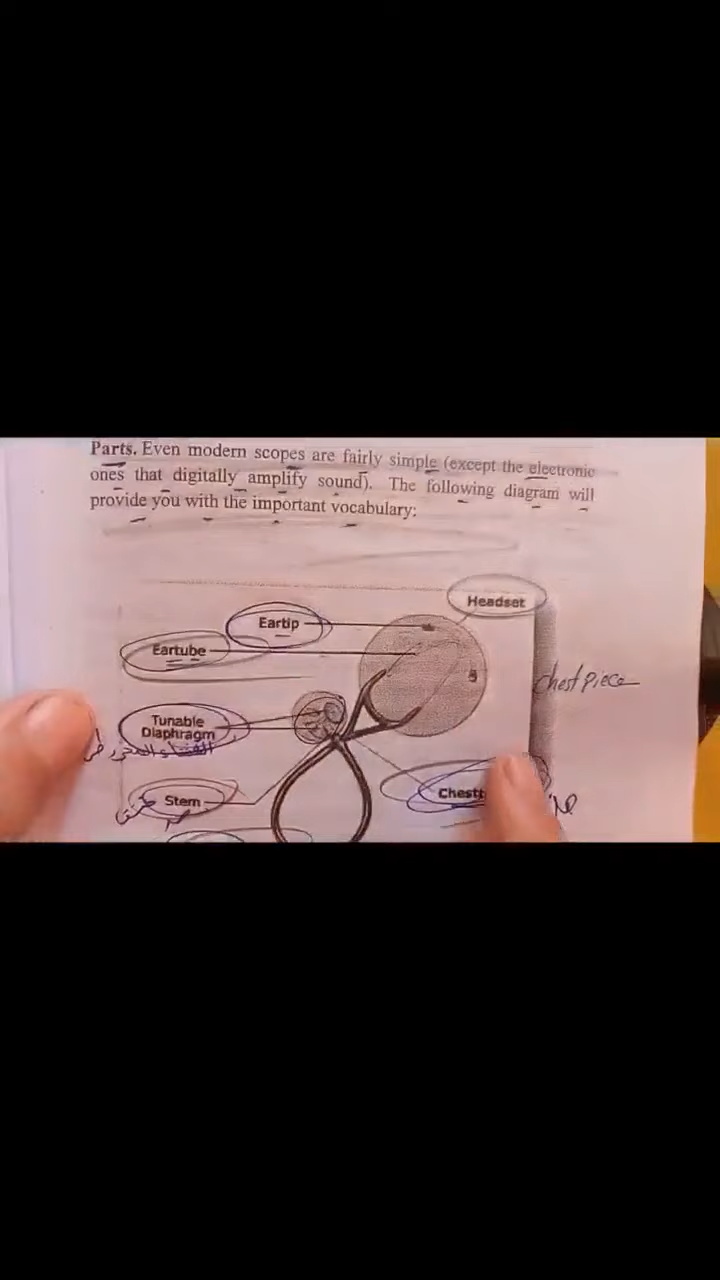 Parts. Even modern scopes are fairly simple (except the electronic
ones that digitally amplify sound). The following diagram will
provide you with the important vocabulary:
Headset
Eartip
Eartube
chest piece
Tunable
Diaphragm
Chestp
Stem